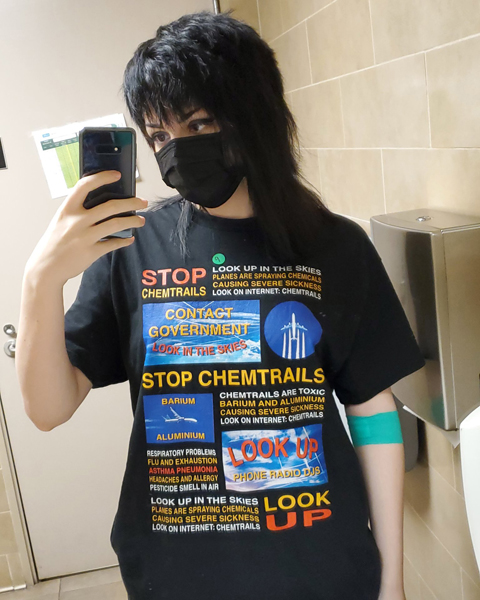 STOP
CHEMTRAILS
LOOK UP IN THE SKIES
PLANES ARE SPRAYING CHEMICALS
CAUSING SEVERE SICKNESS
LOOK ON INTERNET: CHEMTRAILS
CONTACT
GOVERNMENT
LOOK IN THE SKIES
STOP CHEMTRAILS
BARIUM
ALUMINIUM
CHEMTRAILS ARE TOXIC
BARIUM AND ALUMINIUM
CAUSING SEVERE SICKNESS
LOOK ON INTERNET: CHEMTRAILS
RESPIRATORY PROBLEMS
FLU AND EXHAUSTION
ASTHMA PNEUMONIA
HEADACHES AND ALLERGY
PESTICIDE SMELL IN AIR
LOOK UP
PHONE RADIO DJS
LOOK UP IN THE SKIES
PLANES ARE SPRAYING CHEMICALS
CAUSING SEVERE SICKNESS
LOOK ON INTERNET: CHEMTRAILS
LOOK
UP